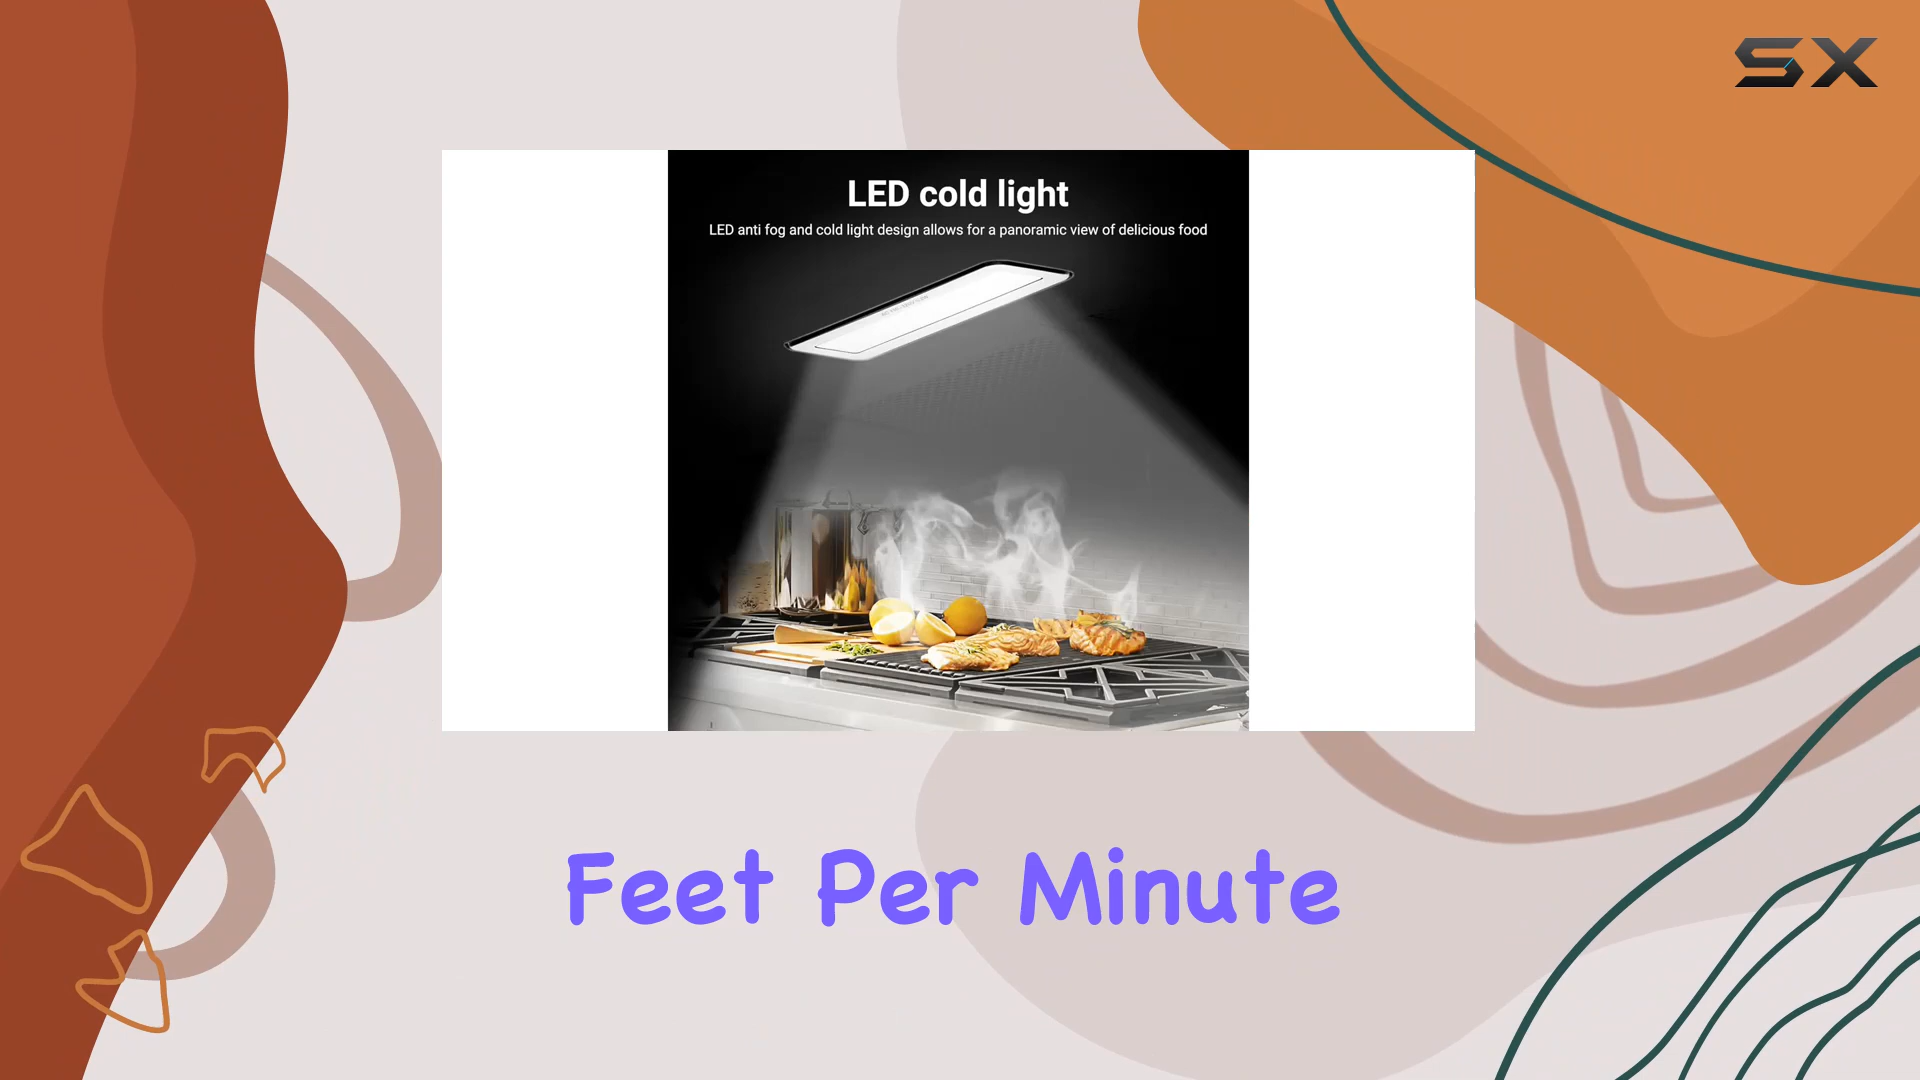 SX
LED cold light
LED anti fog and cold light design allows for a panoramic view of delicious food
Feet Per Minute